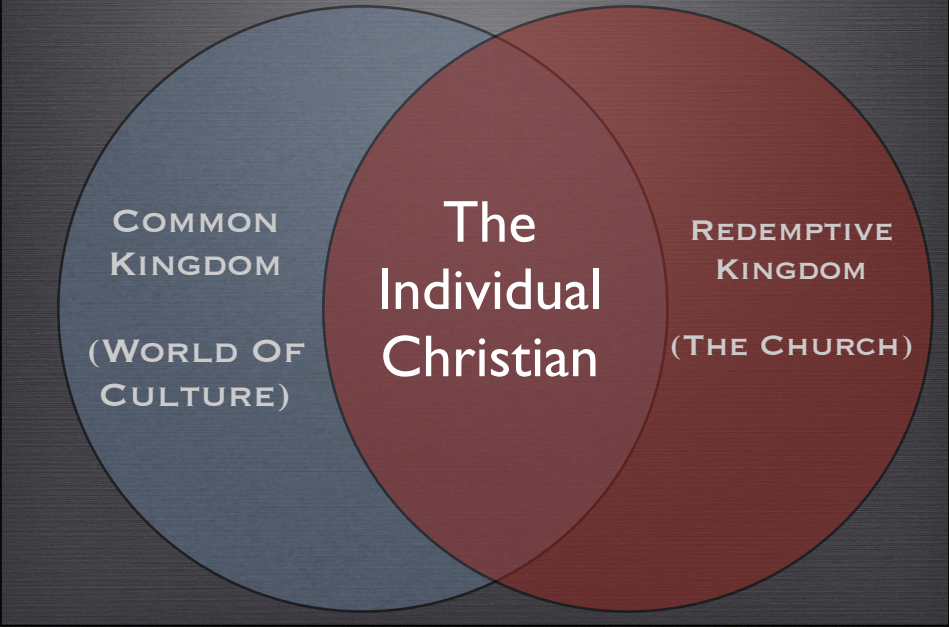 Common
Kingdom
(World Of
Culture)
The
Individual
Christian
Redemptive
Kingdom
(The Church)